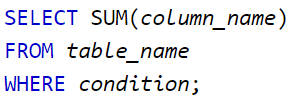 SELECT SUM(column_name)
FROM table_name
WHERE condition;